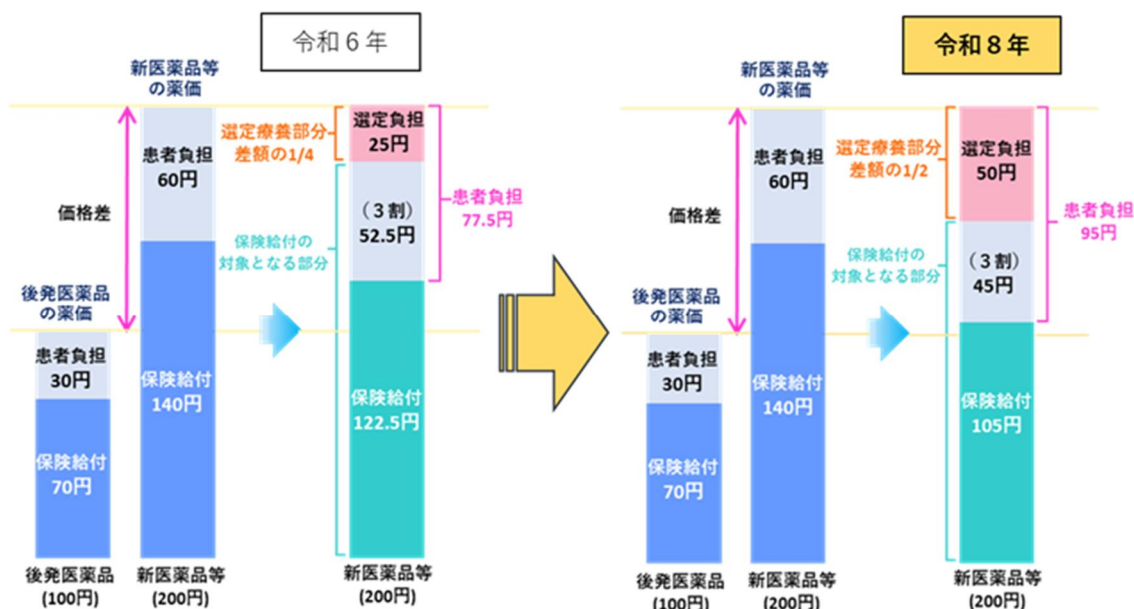 令和６年
新医薬品等
の薬価
患者負担
60円
価格差
後発医薬品
の薬価
患者負担
30円
保険給付
70円
保険給付
140円
後発医薬品
(100円)
新医薬品等
(200円)
選定療養部分
差額の1/4
選定負担
25円
（３割）
52.5円
患者負担
77.5円
保険給付の
対象となる部分
保険給付
122.5円
新医薬品等
(200円)
令和８年
新医薬品等
の薬価
患者負担
60円
価格差
後発医薬品
の薬価
患者負担
30円
保険給付
70円
保険給付
140円
後発医薬品
(100円)
新医薬品等
(200円)
選定療養部分
差額の1/2
選定負担
50円
（３割）
45円
患者負担
95円
保険給付の
対象となる部分
保険給付
105円
新医薬品等
(200円)